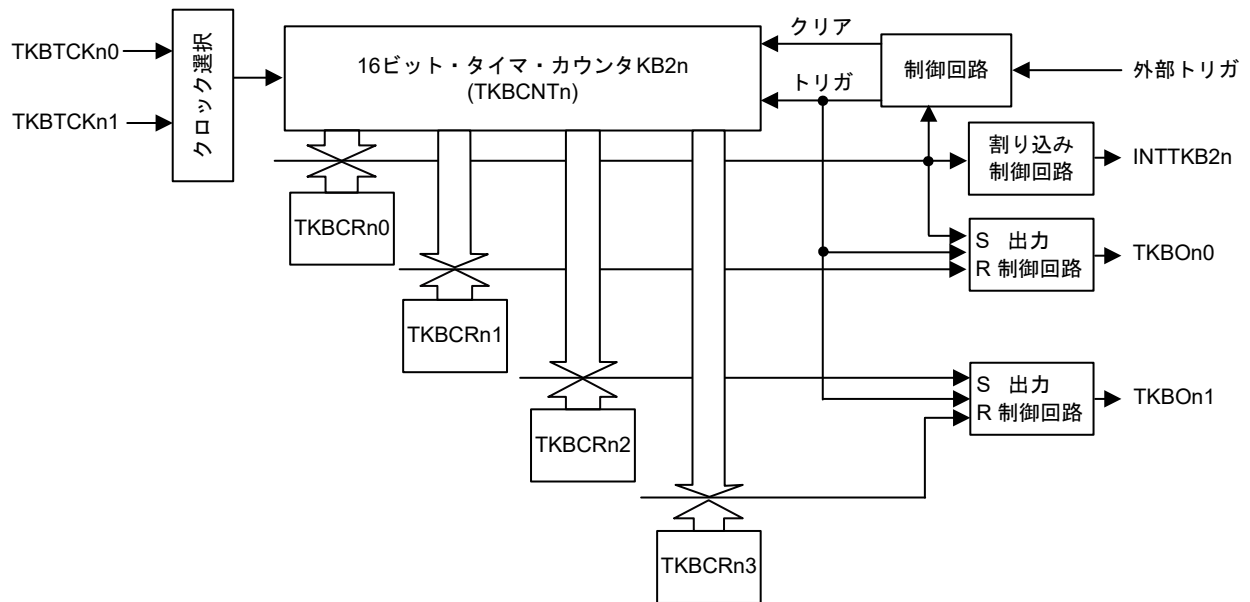 TKBTCKn0
TKBTCKn1
クロック選択
16ビット・タイマ・カウンタKB2n
(TKBCNTn)
クリア
トリガ
制御回路
外部トリガ
割り込み
制御回路
INTTKB2n
TKBCRn0
S 出力
R 制御回路
TKBOn0
TKBCRn1
S 出力
R 制御回路
TKBOn1
TKBCRn2
TKBCRn3